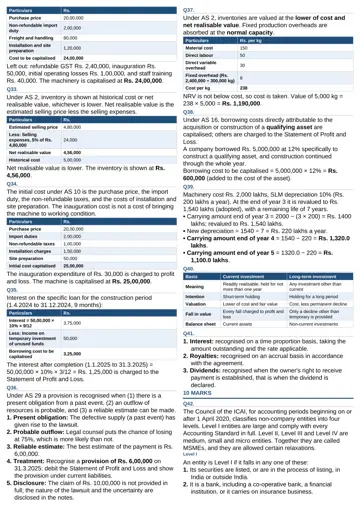 Particulars Rs.
Purchase price 20,00,000
Non-refundable import
duty 2,00,000
Freight and handling 80,000
Installation and site
preparation 1,20,000
Cost to be capitalised 24,00,000
Left out: refundable GST Rs. 2,40,000, inauguration Rs.
50,000, initial operating losses Rs. 1,00,000, and staff training
Rs. 40,000. The machinery is capitalised at Rs. 24,00,000.
Q33.
Under AS 2, inventory is shown at historical cost or net
realisable value, whichever is lower. Net realisable value is the
estimated selling price less the selling expenses.
Particulars Rs.
Estimated selling price 4,80,000
Less: Selling
expenses, 5% of Rs.
4,80,000 24,000
Net realisable value 4,56,000
Historical cost 5,00,000
Net realisable value is lower. The inventory is shown at Rs.
4,56,000.
Q34.
The initial cost under AS 10 is the purchase price, the import
duty, the non-refundable taxes, and the costs of installation and
site preparation. The inauguration cost is not a cost of bringing
the machine to working condition.
Particulars Rs.
Purchase price 20,00,000
Import duties 2,00,000
Non-refundable taxes 1,00,000
Installation charges 1,50,000
Site preparation 50,000
Initial cost capitalised 25,00,000
The inauguration expenditure of Rs. 30,000 is charged to profit
and loss. The machine is capitalised at Rs. 25,00,000.
Q35.
Interest on the specific loan for the construction period
(1.4.2024 to 31.12.2024, 9 months):
Particulars Rs.
Interest = 50,00,000 ×
10% × 9/12 3,75,000
Less: Income on
temporary investment
of unused funds 50,000
Borrowing cost to be
capitalised 3,25,000
The interest after completion (1.1.2025 to 31.3.2025) =
50,00,000 × 10% × 3/12 = Rs. 1,25,000 is charged to the
Statement of Profit and Loss.
Q36.
Under AS 29 a provision is recognised when (1) there is a
present obligation from a past event, (2) an outflow of
resources is probable, and (3) a reliable estimate can be made.
1. Present obligation: The defective supply (a past event) has
given rise to the lawsuit.
2. Probable outflow: Legal counsel puts the chance of losing
at 75%, which is more likely than not.
3. Reliable estimate: The best estimate of the payment is Rs.
6,00,000.
4. Treatment: Recognise a provision of Rs. 6,00,000 on
31.3.2025: debit the Statement of Profit and Loss and show
the provision under current liabilities.
5. Disclosure: The claim of Rs. 10,00,000 is not provided in
full, the nature of the lawsuit and the uncertainty are
disclosed in the notes.
Q37.
Under AS 2, inventories are valued at the lower of cost and
net realisable value. Fixed production overheads are
absorbed at the normal capacity.
Particulars Rs. per kg
Material cost 150
Direct labour 50
Direct variable
overhead 30
Fixed overhead (Rs.
2,400,000 ÷ 300,000 kg) 8
Cost per kg 238
NRV is not below cost, so cost is taken. Value of 5,000 kg =
238 × 5,000 = Rs. 1,190,000.
Q38.
Under AS 16, borrowing costs directly attributable to the
acquisition or construction of a qualifying asset are
capitalised; others are charged to the Statement of Profit and
Loss.
A company borrowed Rs. 5,000,000 at 12% specifically to
construct a qualifying asset, and construction continued
through the whole year.
Borrowing cost to be capitalised = 5,000,000 × 12% = Rs.
600,000 (added to the cost of the asset).
Q39.
Machinery cost Rs. 2,000 lakhs, SLM depreciation 10% (Rs.
200 lakhs a year). At the end of year 3 it is revalued to Rs.
1,540 lakhs (adopted), with a remaining life of 7 years.
• Carrying amount end of year 3 = 2000 − (3 × 200) = Rs. 1400
lakhs; revalued to Rs. 1,540 lakhs.
• New depreciation = 1540 ÷ 7 = Rs. 220 lakhs a year.
• Carrying amount end of year 4 = 1540 − 220 = Rs. 1,320.0
lakhs.
• Carrying amount end of year 5 = 1320.0 − 220 = Rs.
1,100.0 lakhs.
Q40.
Basis Current investment Long-term investment
Meaning Readily realisable, held for not
more than one year Any investment other than
current
Intention Short-term holding Holding for a long period
Valuation Lower of cost and fair value Cost, less permanent decline
Fall in value Every fall charged to profit and
loss Only a decline other than
temporary is provided
Balance sheet Current assets Non-current investments
Q41.
1. Interest: recognised on a time proportion basis, taking the
amount outstanding and the rate applicable.
2. Royalties: recognised on an accrual basis in accordance
with the agreement.
3. Dividends: recognised when the owner's right to receive
payment is established, that is when the dividend is
declared.
10 MARKS
Q42.
The Council of the ICAI, for accounting periods beginning on or
after 1 April 2020, classifies non-company entities into four
levels. Level I entities are large and comply with every
Accounting Standard in full. Level II, Level III and Level IV are
medium, small and micro entities. Together they are called
MSMEs, and they are allowed certain relaxations.
Level I
An entity is Level I if it falls in any one of these:
1. Its securities are listed, or are in the process of listing, in
India or outside India.
2. It is a bank, including a co-operative bank, a financial
institution, or it carries on insurance business.